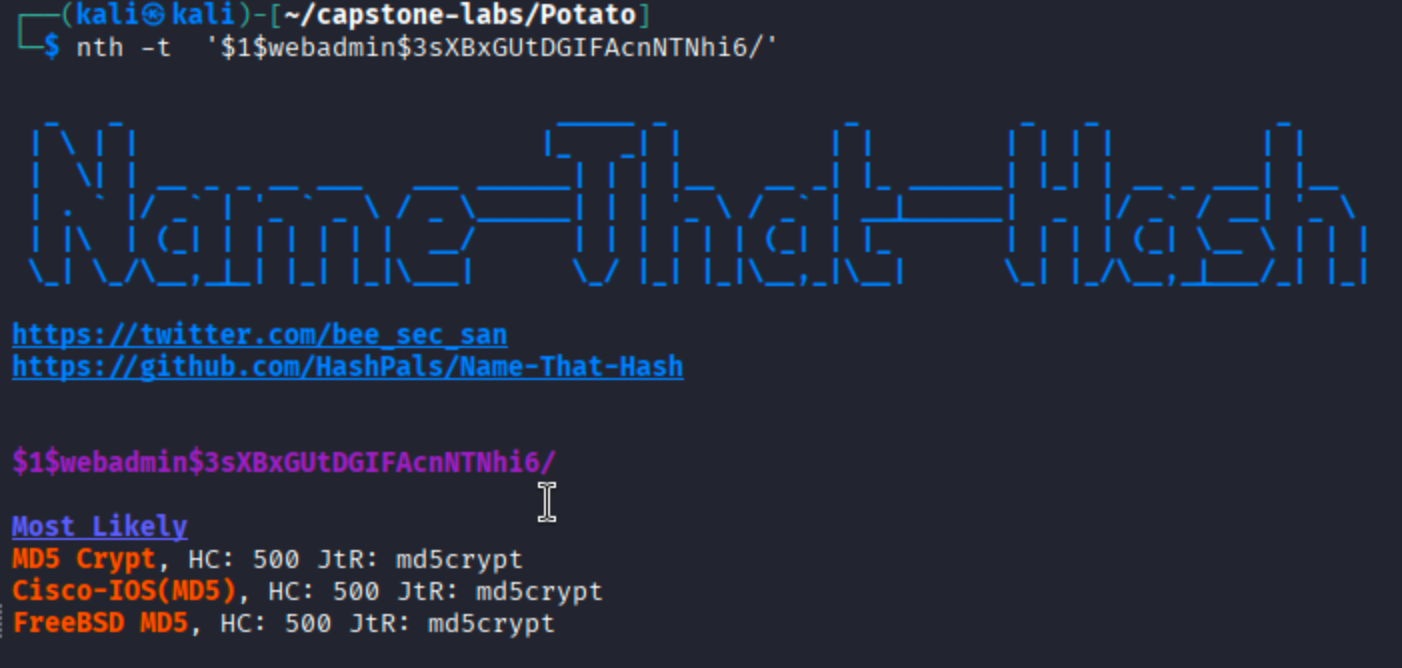 ┌──(kali㉿kali)-[~/capstone-labs/Potato]
└─$ nth -t  '$1$webadmin$3sXBxGUtDGIFAcnNTNhi6/'
Name-That-Hash
https://twitter.com/bee_sec_san
https://github.com/HashPals/Name-That-Hash
$1$webadmin$3sXBxGUtDGIFAcnNTNhi6/
Most Likely
MD5 Crypt, HC: 500 JtR: md5crypt
Cisco-IOS(MD5), HC: 500 JtR: md5crypt
FreeBSD MD5, HC: 500 JtR: md5crypt